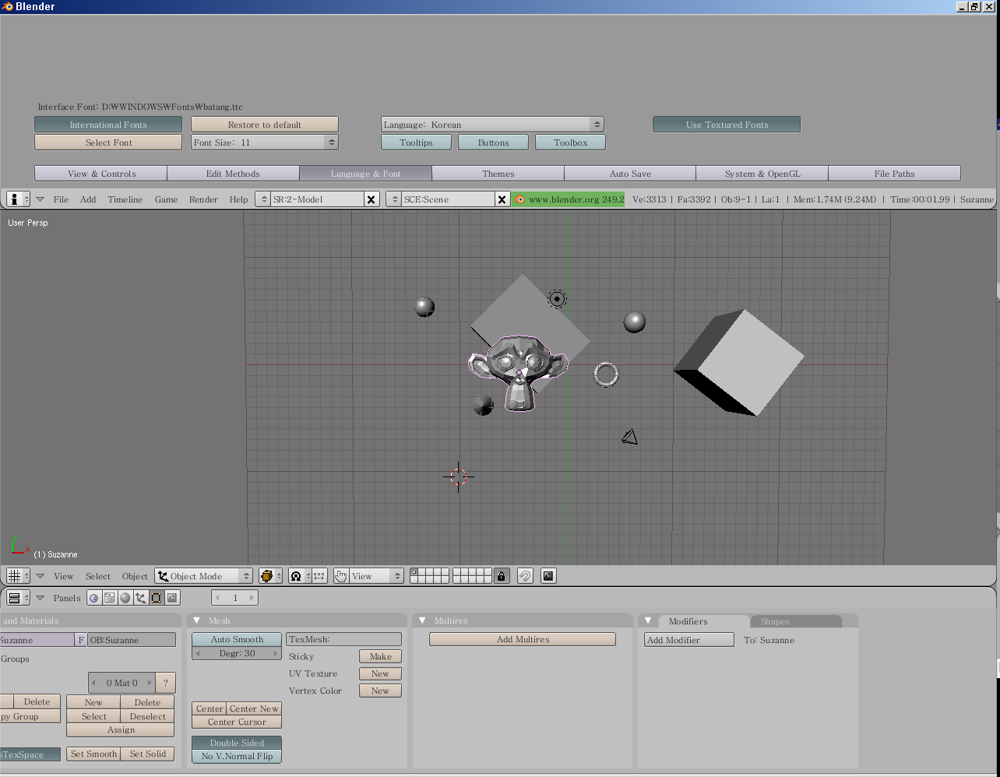 Blender
Interface Font: D:₩WINDOWS₩Fonts₩batang.ttc
International Fonts Restore to default Language: Korean Use Textured Fonts
Select Font Font Size: 11 Tooltips Buttons Toolbox
View & Controls Edit Methods Language & Font Themes Auto Save System & OpenGL File Paths
File Add Timeline Game Render Help SR:2-Model SCE:Scene www.blender.org 249.2 Ve:3313 | Fa:3392 | Ob:9-1 | La:1 | Mem:1.74M (9.24M) | Time:00:01.99 | Suzanne
User Persp
(1) Suzanne
View Select Object Object Mode View
Panels 1
and Materials Mesh Multires Modifiers Shapes
Suzanne F OB:Suzanne Auto Smooth TexMesh: Add Multires Add Modifier To: Suzanne
Degr: 30
Groups Sticky Make
UV Texture New
0 Mat 0 ? Vertex Color New
Delete New Delete
Center Center New
py Group Select Deselect
Center Cursor
Assign
Double Sided
TexSpace Set Smooth Set Solid
No V.Normal Flip